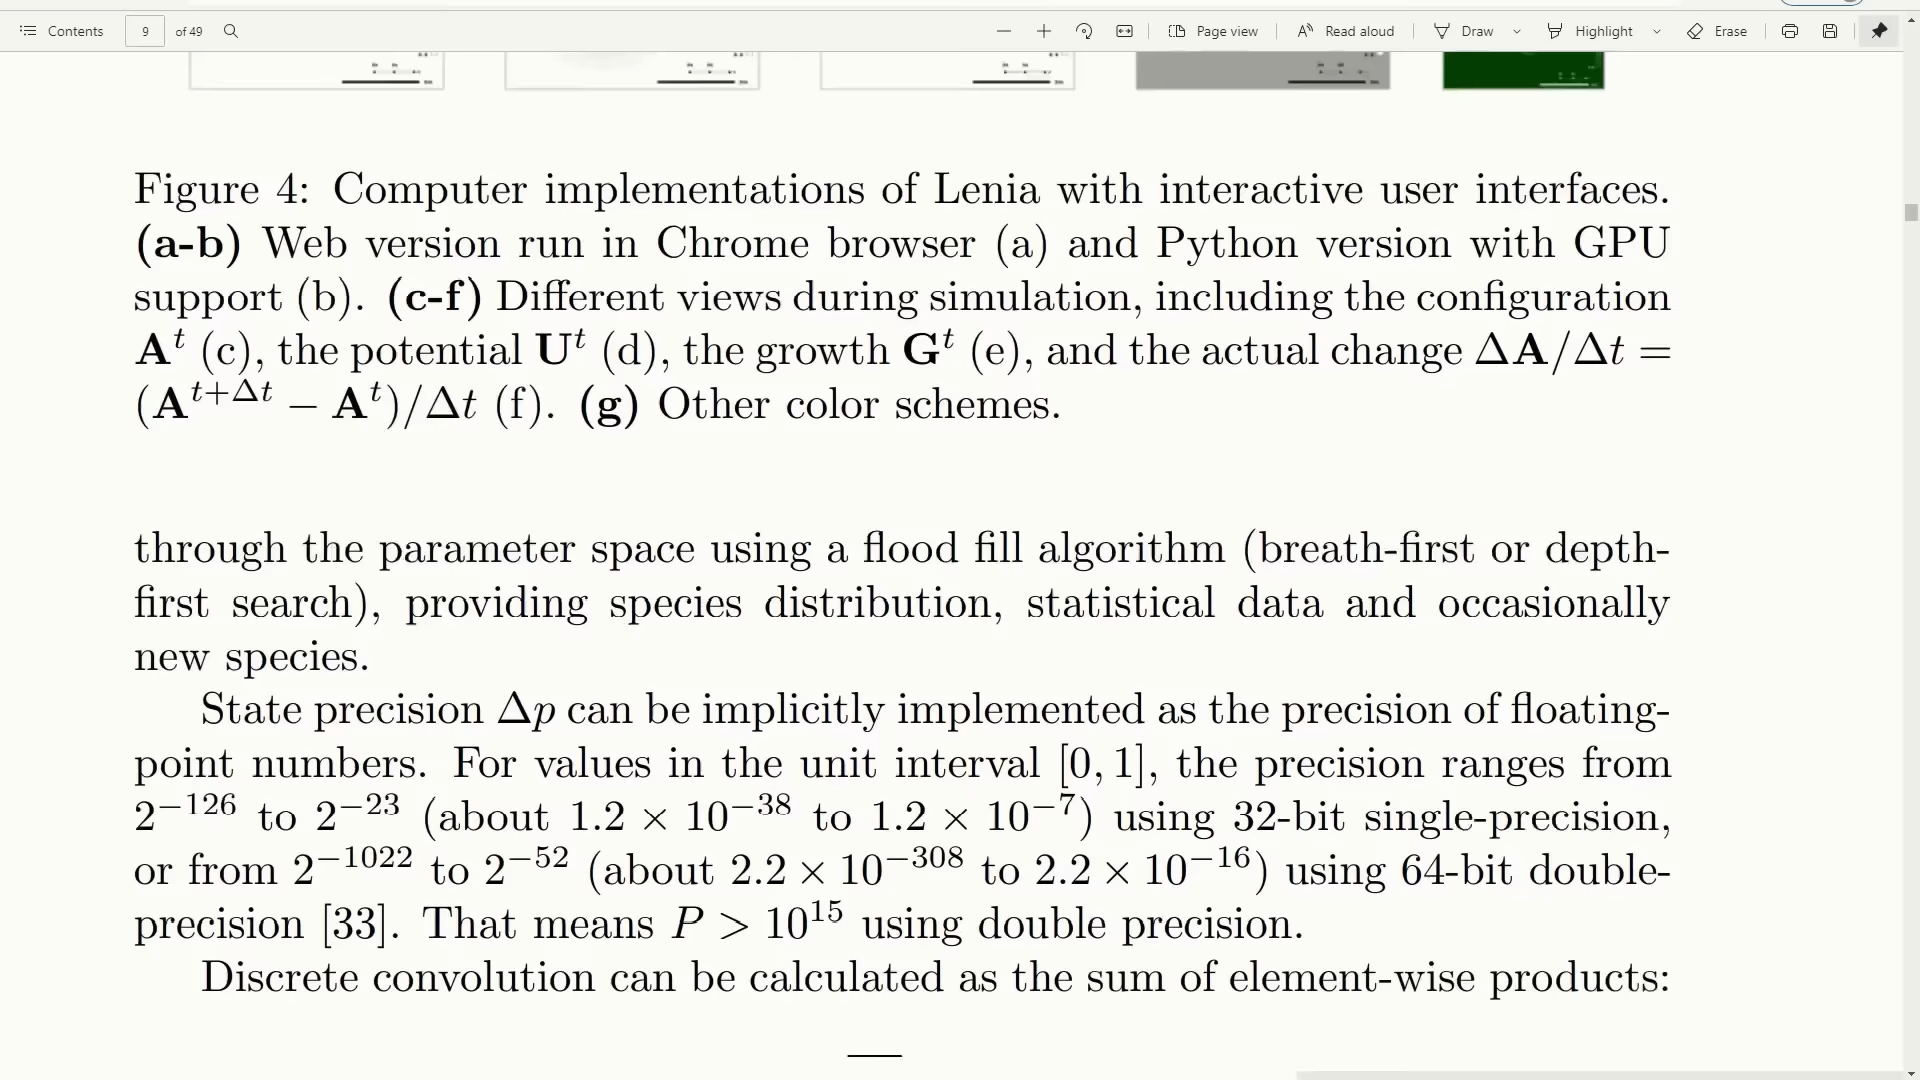 Contents 9 of 49 Page view Read aloud Draw Highlight Erase
Figure 4: Computer implementations of Lenia with interactive user interfaces.
(a-b) Web version run in Chrome browser (a) and Python version with GPU
support (b). (c-f) Different views during simulation, including the configuration
𝐀ᵗ (c), the potential 𝐔ᵗ (d), the growth 𝐆ᵗ (e), and the actual change Δ𝐀/Δt =
(𝐀ᵗ⁺ᐃᵗ − 𝐀ᵗ)/Δt (f). (g) Other color schemes.
through the parameter space using a flood fill algorithm (breath-first or depth-
first search), providing species distribution, statistical data and occasionally
new species.
State precision Δp can be implicitly implemented as the precision of floating-
point numbers. For values in the unit interval [0, 1], the precision ranges from
2⁻¹²⁶ to 2⁻²³ (about 1.2 × 10⁻³⁸ to 1.2 × 10⁻⁷) using 32-bit single-precision,
or from 2⁻¹⁰²² to 2⁻⁵² (about 2.2 × 10⁻³⁰⁸ to 2.2 × 10⁻¹⁶) using 64-bit double-
precision [33]. That means P > 10¹⁵ using double precision.
Discrete convolution can be calculated as the sum of element-wise products: